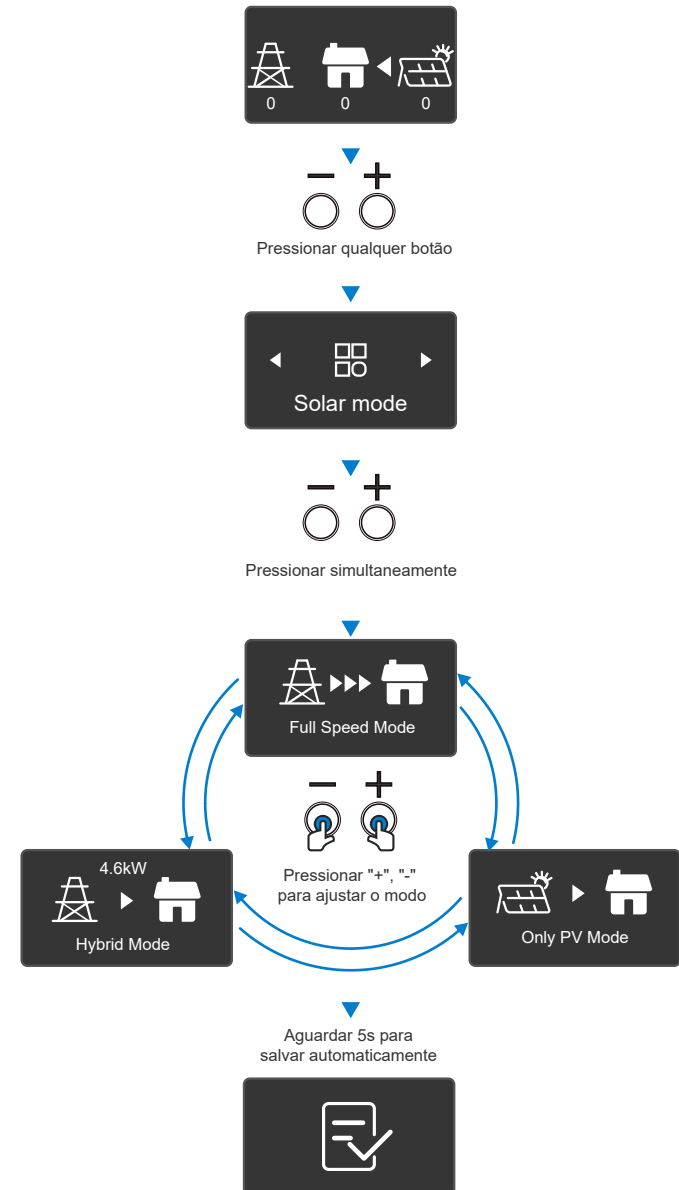 0 0 0
− +
Pressionar qualquer botão
Solar mode
− +
Pressionar simultaneamente
Full Speed Mode
− +
Pressionar "+", "-"
para ajustar o modo
4.6kW
Hybrid Mode
Only PV Mode
Aguardar 5s para
salvar automaticamente